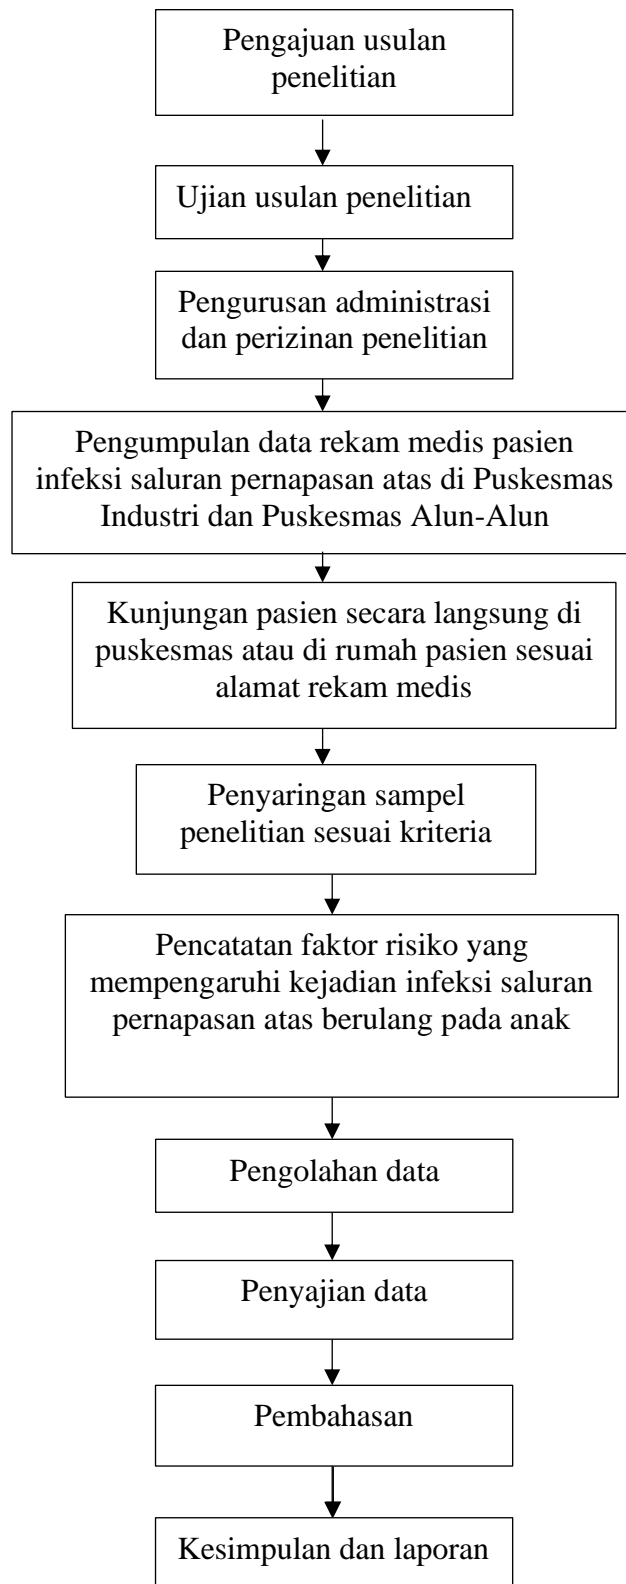 Pengajuan usulan
penelitian
Ujian usulan penelitian
Pengurusan administrasi
dan perizinan penelitian
Pengumpulan data rekam medis pasien
infeksi saluran pernapasan atas di Puskesmas
Industri dan Puskesmas Alun-Alun
Kunjungan pasien secara langsung di
puskesmas atau di rumah pasien sesuai
alamat rekam medis
Penyaringan sampel
penelitian sesuai kriteria
Pencatatan faktor risiko yang
mempengaruhi kejadian infeksi saluran
pernapasan atas berulang pada anak
Pengolahan data
Penyajian data
Pembahasan
Kesimpulan dan laporan